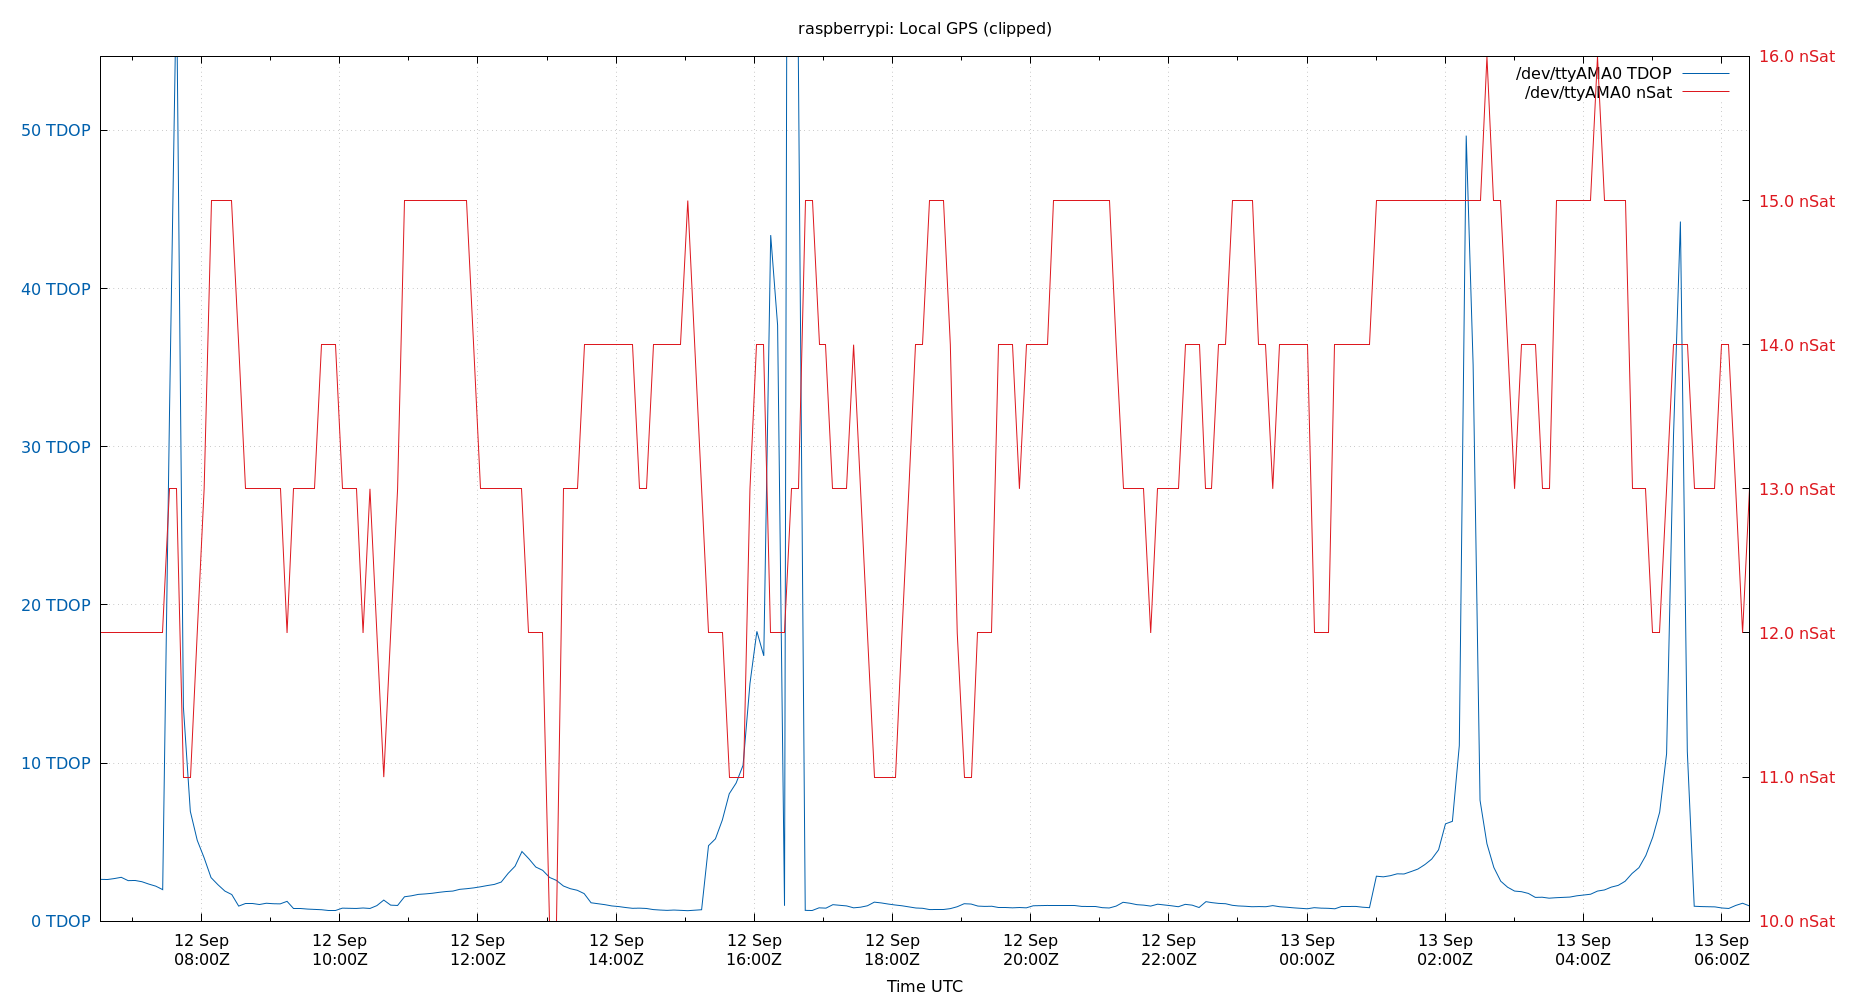 raspberrypi: Local GPS (clipped)
16.0 nSat
/dev/ttyAMA0 TDOP
/dev/ttyAMA0 nSat
50 TDOP
15.0 nSat
40 TDOP
14.0 nSat
30 TDOP
13.0 nSat
20 TDOP
12.0 nSat
10 TDOP
11.0 nSat
0 TDOP
10.0 nSat
12 Sep 12 Sep 12 Sep 12 Sep 12 Sep 12 Sep 12 Sep 12 Sep 13 Sep 13 Sep 13 Sep 13 Sep
08:00Z 10:00Z 12:00Z 14:00Z 16:00Z 18:00Z 20:00Z 22:00Z 00:00Z 02:00Z 04:00Z 06:00Z
Time UTC